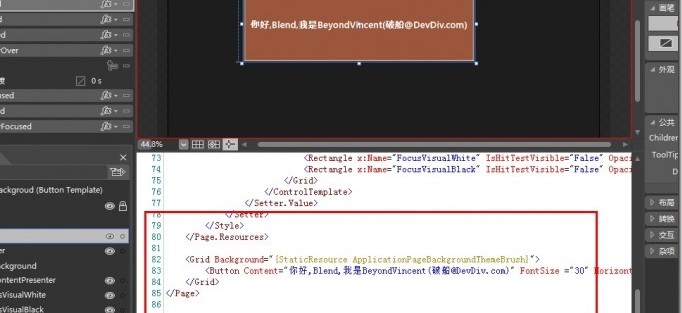 你好,Blend,我是BeyondVincent(破船@DevDiv.com)
画笔
外观
公共
Children
ToolTip
D
布局
转换
交互
杂项
Over
度
0 s
used
d
rFocused
ackgroud (Button Template)
er
ackground
ontentPresenter
sVisualWhite
sVisualBlack
44.8%
73 <Rectangle x:Name="FocusVisualWhite" IsHitTestVisible="False" Opaci
74 <Rectangle x:Name="FocusVisualBlack" IsHitTestVisible="False" Opaci
75 </Grid>
76 </ControlTemplate>
77 </Setter.Value>
78 </Setter>
79 </Style>
80 </Page.Resources>
81
82 <Grid Background="{StaticResource ApplicationPageBackgroundThemeBrush}">
83 <Button Content="你好,Blend,我是BeyondVincent(破船@DevDiv.com)" FontSize ="30" Horizont
84 </Grid>
85 </Page>
86